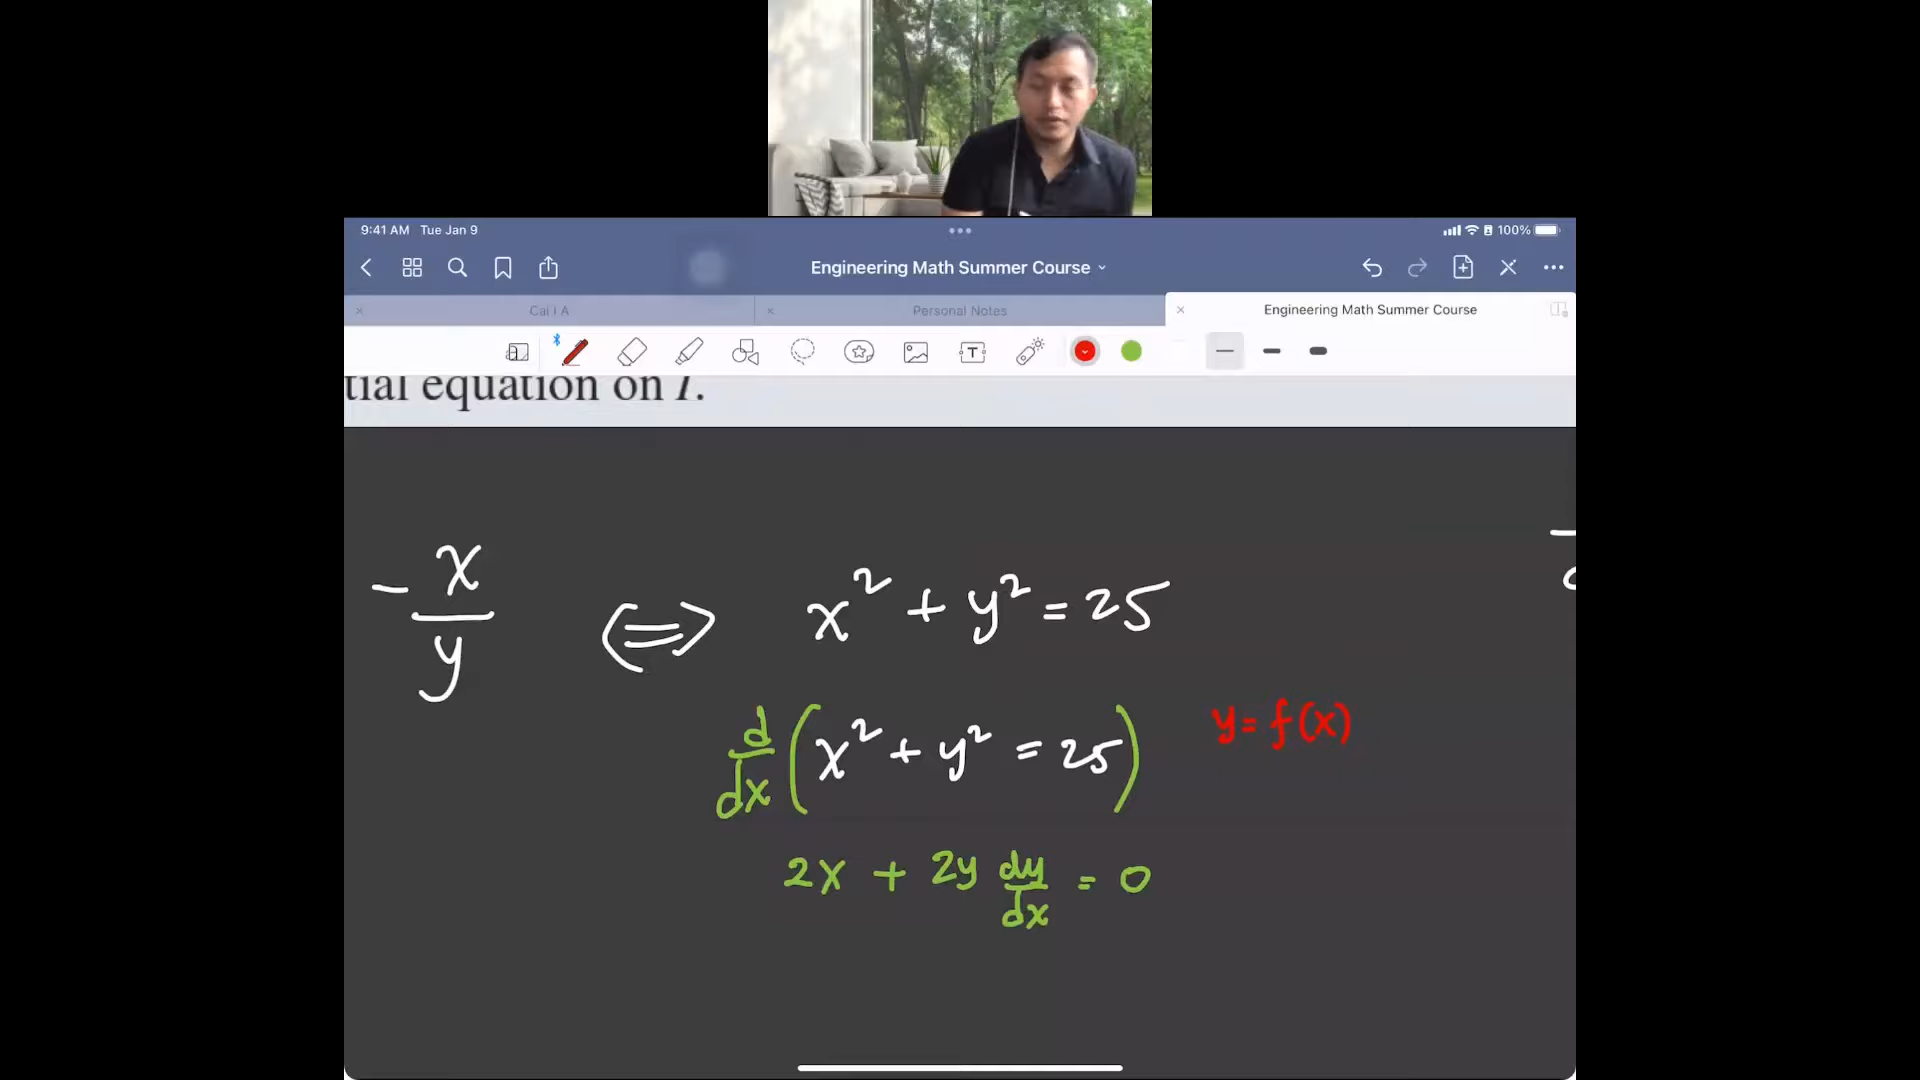 9:41 AM Tue Jan 9
100%
Engineering Math Summer Course
Cal I A
Personal Notes
Engineering Math Summer Course
T
tial equation on I.
-x/y <=> x² + y² = 25
d/dx (x² + y² = 25) y = f(x)
2x + 2y dy/dx = 0